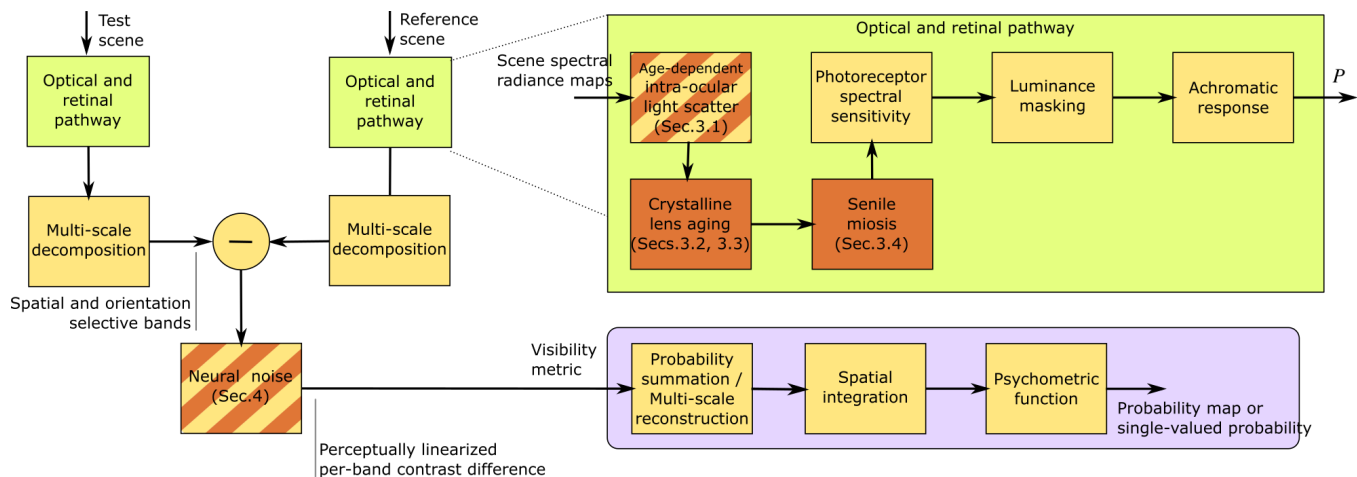 Test
scene
Reference
scene
Optical and
retinal
pathway
Optical and
retinal
pathway
Multi-scale
decomposition
Multi-scale
decomposition
Spatial and orientation
selective bands
Neural noise
(Sec.4)
Perceptually linearized
per-band contrast difference
Optical and retinal pathway
Scene spectral
radiance maps
Age-dependent
intra-ocular
light scatter
(Sec.3.1)
Crystalline
lens aging
(Secs.3.2, 3.3)
Senile
miosis
(Sec.3.4)
Photoreceptor
spectral
sensitivity
Luminance
masking
Achromatic
response
P
Visibility
metric
Probability
summation /
Multi-scale
reconstruction
Spatial
integration
Psychometric
function
Probability map or
single-valued probability